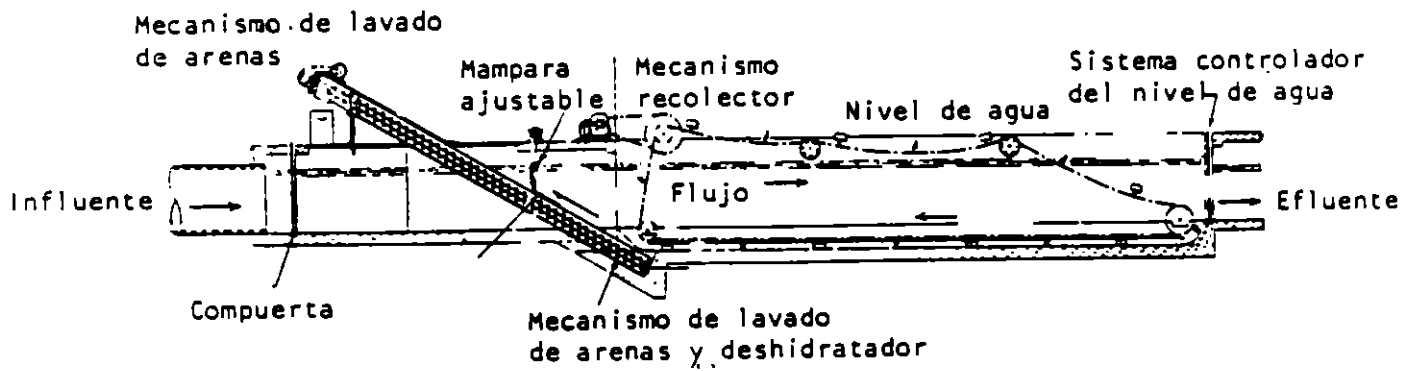 Mecanismo de lavado
de arenas
Mampara
ajustable
Mecanismo
recolector
Nivel de agua
Sistema controlador
del nivel de agua
Influente
Flujo
Efluente
Compuerta
Mecanismo de lavado
de arenas y deshidratador